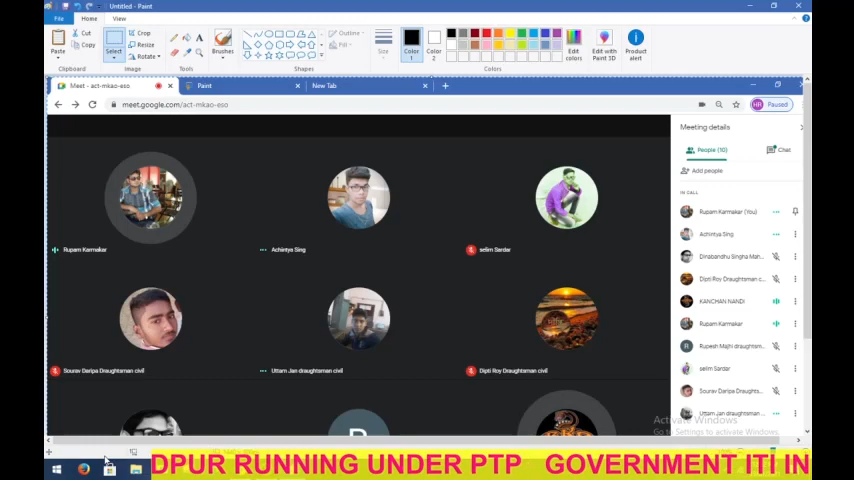 Untitled - Paint
File
Home
View
Paste
Cut
Copy
Clipboard
Select
Crop
Resize
Rotate
Image
Tools
Brushes
Shapes
Outline
Fill
Size
Color 1
Color 2
Colors
Edit colors
Edit with Paint 3D
Product alert
Meet - act-mkao-eso
Paint
New Tab
meet.google.com/act-mkao-eso
HR Paused
Meeting details
People (10)
Chat
Add people
IN CALL
Rupam Karmakar (You)
Achintya Sing
Dinabandhu Singha Mah...
Dipti Roy Draughtsman c...
KANCHAN NANDI
Rupam Karmakar
R Rupesh Majhi draughtsm...
selim Sardar
Sourav Daripa Draughts...
Uttam Jan draughtsman ...
Rupam Karmakar
Achintya Sing
selim Sardar
Sourav Daripa Draughtsman civil
Uttam Jan draughtsman civil
Dipti Roy Draughtsman civil
Activate Windows
Go to Settings to activate Windows.
DPUR RUNNING UNDER PTP GOVERNMENT ITI IN